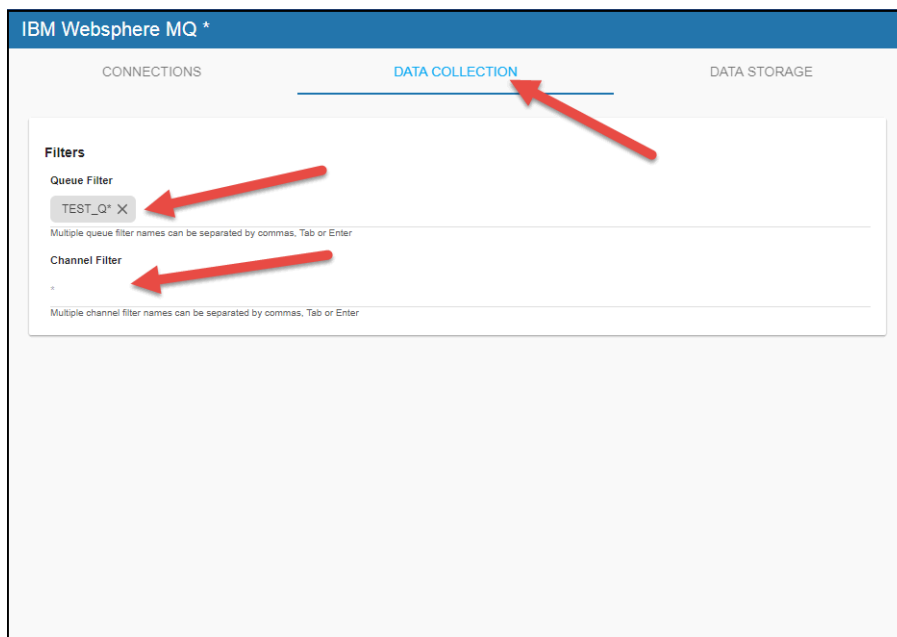 IBM Websphere MQ *
CONNECTIONS DATA COLLECTION DATA STORAGE
Filters
Queue Filter
TEST_Q* X
Multiple queue filter names can be separated by commas, Tab or Enter
Channel Filter
*
Multiple channel filter names can be separated by commas, Tab or Enter